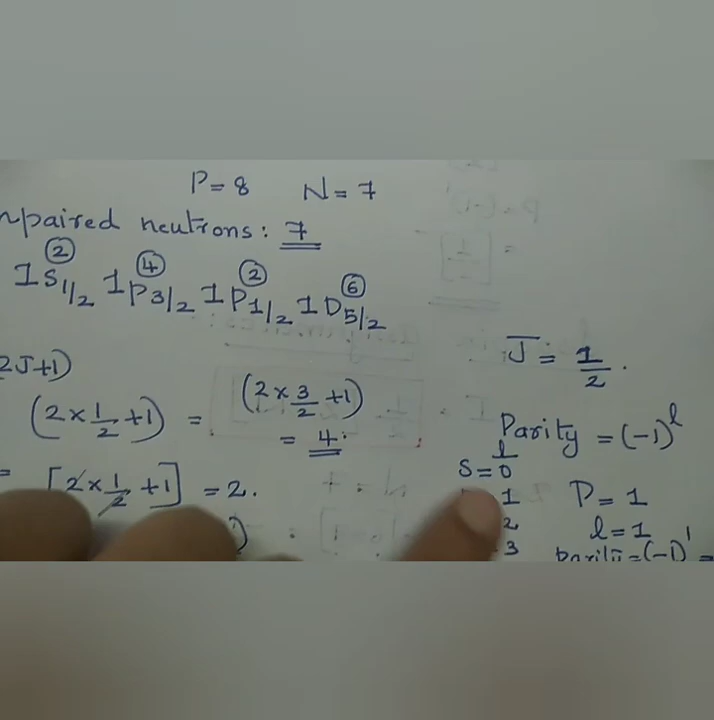 P = 8 N = 7
npaired neutrons: 7
② ④ ② ⑥
1S1/2 1P3/2 1P1/2 1D5/2
2J+1)
J = 1/2.
(2×1/2+1) = (2×3/2+1)
= 4.
Parity = (-1)^l
= [2×1/2+1] = 2.
l
S = 0
1 P = 1
2 l = 1
3 parity = (-1)^1 =
)